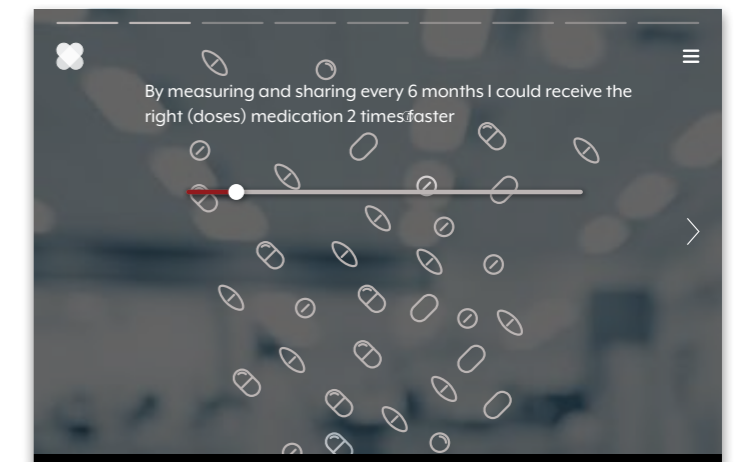 By measuring and sharing every 6 months I could receive the
right (doses) medication 2 times faster